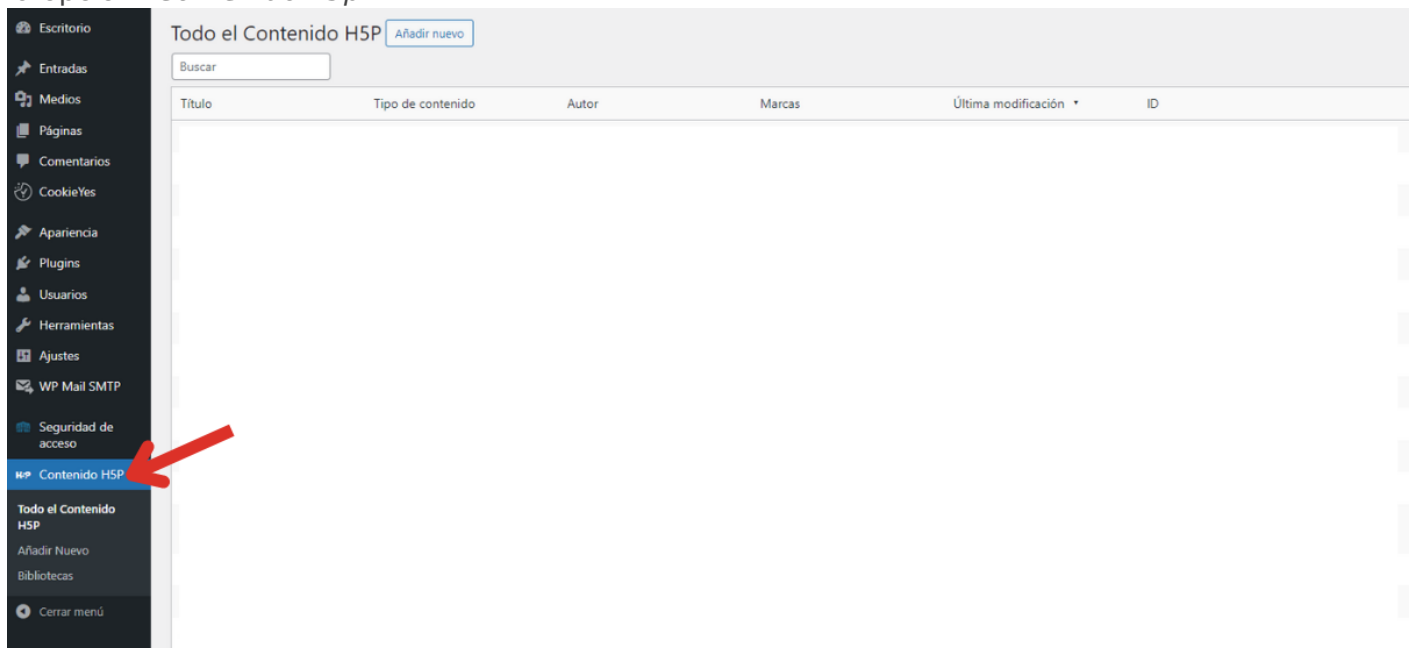 Escritorio
Entradas
Medios
Páginas
Comentarios
CookieYes
Apariencia
Plugins
Usuarios
Herramientas
Ajustes
WP Mail SMTP
Seguridad de
acceso
H5P Contenido H5P
Todo el Contenido
H5P
Añadir Nuevo
Bibliotecas
Cerrar menú
Todo el Contenido H5P Añadir nuevo
Buscar
Título Tipo de contenido Autor Marcas Última modificación ID